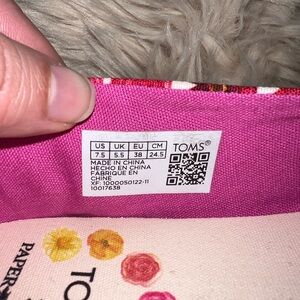 US UK EU CM TOMS®
7.5 5.5 38 24.5
MADE IN CHINA
HECHO EN CHINA
FABRIQUÉ EN
CHINE
XF: 1000050122-11
10017638
TO
PAPER